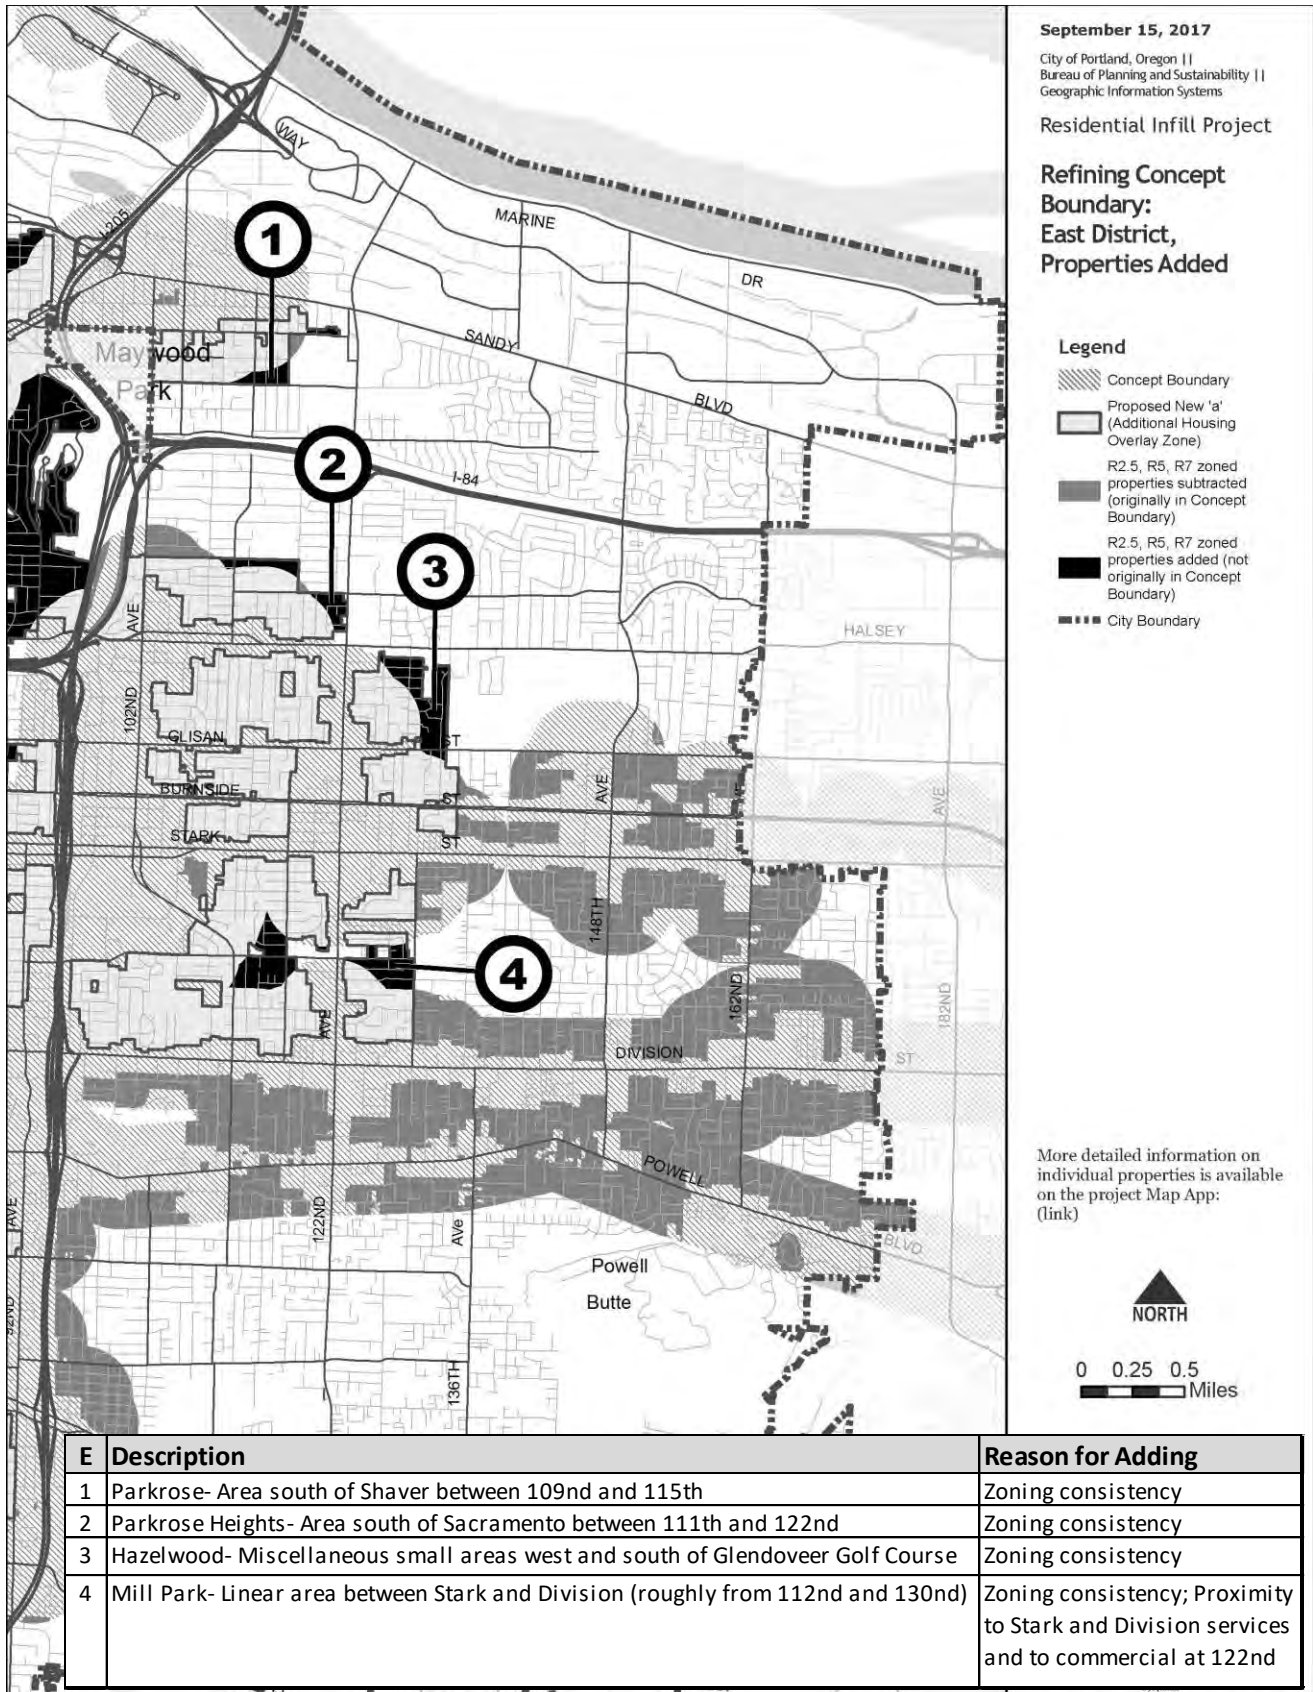 September 15, 2017
City of Portland, Oregon ||
Bureau of Planning and Sustainability ||
Geographic Information Systems
Residential Infill Project
Refining Concept
Boundary:
East District,
Properties Added
Legend
Concept Boundary
Proposed New 'a'
(Additional Housing
Overlay Zone)
R2.5, R5, R7 zoned
properties subtracted
(originally in Concept
Boundary)
R2.5, R5, R7 zoned
properties added (not
originally in Concept
Boundary)
City Boundary
WAY
MARINE
DR
I-205
1
SANDY
BLVD
Maywood
Park
2
I-84
3
AVE
HALSEY
102ND
GLISAN
ST
BURNSIDE
ST
AVE
AVE
STARK
ST
148TH
4
162ND
182ND
AVE
DIVISION
ST
POWELL
BLVD
AVE
122ND
AVe
Powell
Butte
92ND
136TH
More detailed information on
individual properties is available
on the project Map App:
(link)
NORTH
0 0.25 0.5
Miles
E Description Reason for Adding
1 Parkrose- Area south of Shaver between 109nd and 115th Zoning consistency
2 Parkrose Heights- Area south of Sacramento between 111th and 122nd Zoning consistency
3 Hazelwood- Miscellaneous small areas west and south of Glendoveer Golf Course Zoning consistency
4 Mill Park- Linear area between Stark and Division (roughly from 112nd and 130nd) Zoning consistency; Proximity
to Stark and Division services
and to commercial at 122nd